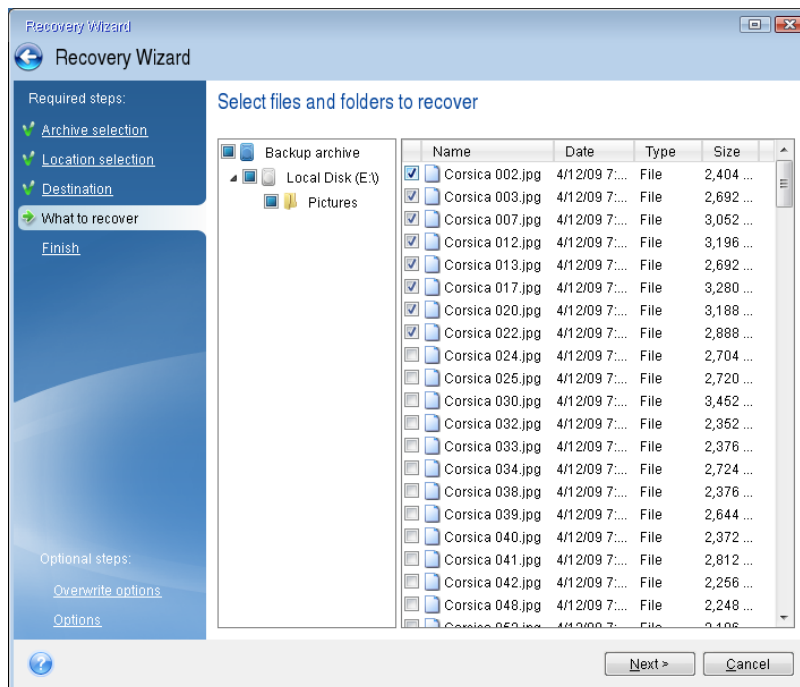 Recovery Wizard
Recovery Wizard
Required steps:
Archive selection
Location selection
Destination
What to recover
Finish
Optional steps:
Overwrite options
Options
Select files and folders to recover
Backup archive
Local Disk (E:\)
Pictures
Name Date Type Size
Corsica 002.jpg 4/12/09 7:... File 2,404 ...
Corsica 003.jpg 4/12/09 7:... File 2,692 ...
Corsica 007.jpg 4/12/09 7:... File 3,052 ...
Corsica 012.jpg 4/12/09 7:... File 3,196 ...
Corsica 013.jpg 4/12/09 7:... File 2,692 ...
Corsica 017.jpg 4/12/09 7:... File 3,280 ...
Corsica 020.jpg 4/12/09 7:... File 3,188 ...
Corsica 022.jpg 4/12/09 7:... File 2,888 ...
Corsica 024.jpg 4/12/09 7:... File 2,704 ...
Corsica 025.jpg 4/12/09 7:... File 2,720 ...
Corsica 030.jpg 4/12/09 7:... File 3,452 ...
Corsica 032.jpg 4/12/09 7:... File 2,352 ...
Corsica 033.jpg 4/12/09 7:... File 2,376 ...
Corsica 034.jpg 4/12/09 7:... File 2,724 ...
Corsica 038.jpg 4/12/09 7:... File 2,376 ...
Corsica 039.jpg 4/12/09 7:... File 2,644 ...
Corsica 040.jpg 4/12/09 7:... File 2,372 ...
Corsica 041.jpg 4/12/09 7:... File 2,812 ...
Corsica 042.jpg 4/12/09 7:... File 2,256 ...
Corsica 048.jpg 4/12/09 7:... File 2,248 ...
Next >
Cancel